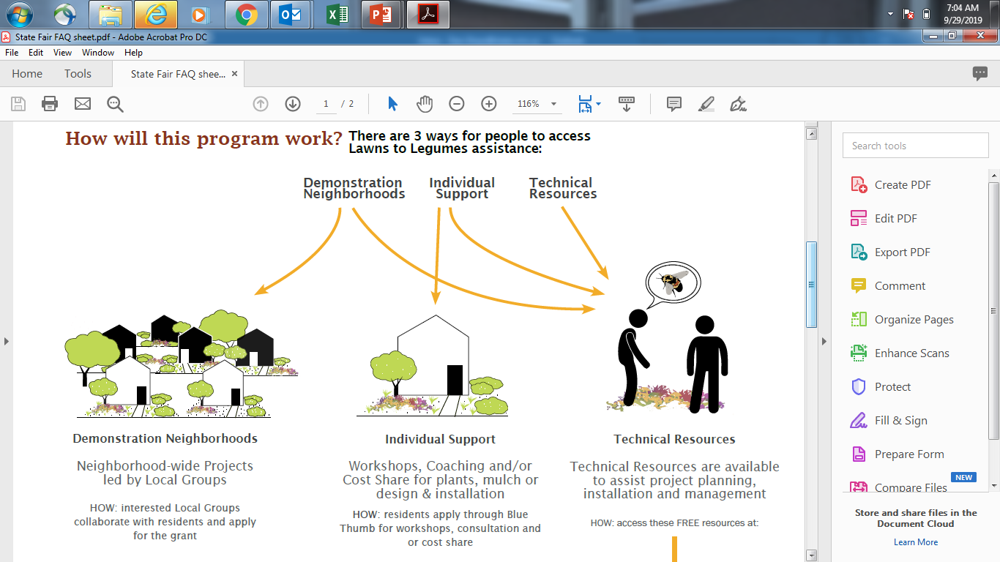 7:04 AM
9/29/2019
State Fair FAQ sheet.pdf - Adobe Acrobat Pro DC
File Edit View Window Help
Home Tools State Fair FAQ shee... ×
1 / 2 116%
How will this program work? There are 3 ways for people to access
Lawns to Legumes assistance:
Demonstration
Neighborhoods
Individual
Support
Technical
Resources
Demonstration Neighborhoods
Neighborhood-wide Projects
led by Local Groups
HOW: interested Local Groups
collaborate with residents and apply
for the grant
Individual Support
Workshops, Coaching and/or
Cost Share for plants, mulch or
design & installation
HOW: residents apply through Blue
Thumb for workshops, consultation and
or cost share
Technical Resources
Technical Resources are available
to assist project planning,
installation and management
HOW: access these FREE resources at:
Search tools
Create PDF
Edit PDF
Export PDF
Comment
Organize Pages
Enhance Scans
Protect
Fill & Sign
Prepare Form
NEW
Compare Files
Store and share files in the
Document Cloud
Learn More